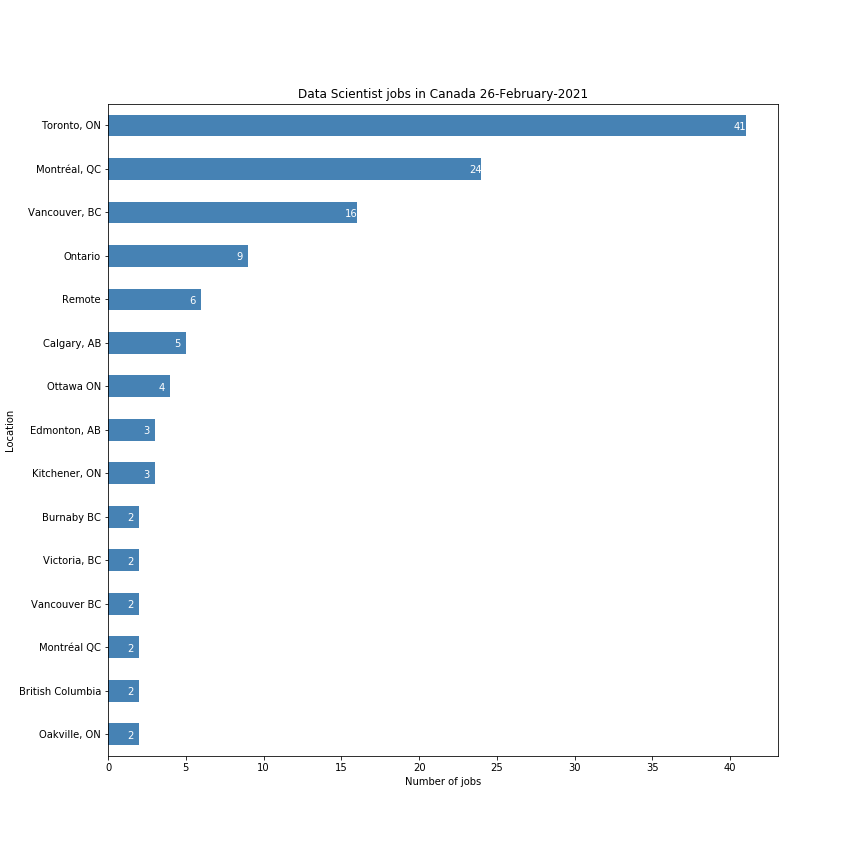 Data Scientist jobs in Canada 26-February-2021
Toronto, ON 41
Montréal, QC 24
Vancouver, BC 16
Ontario 9
Remote 6
Calgary, AB 5
Ottawa ON 4
Edmonton, AB 3
Kitchener, ON 3
Burnaby BC 2
Victoria, BC 2
Vancouver BC 2
Montréal QC 2
British Columbia 2
Oakville, ON 2
Location
0 5 10 15 20 25 30 35 40
Number of jobs